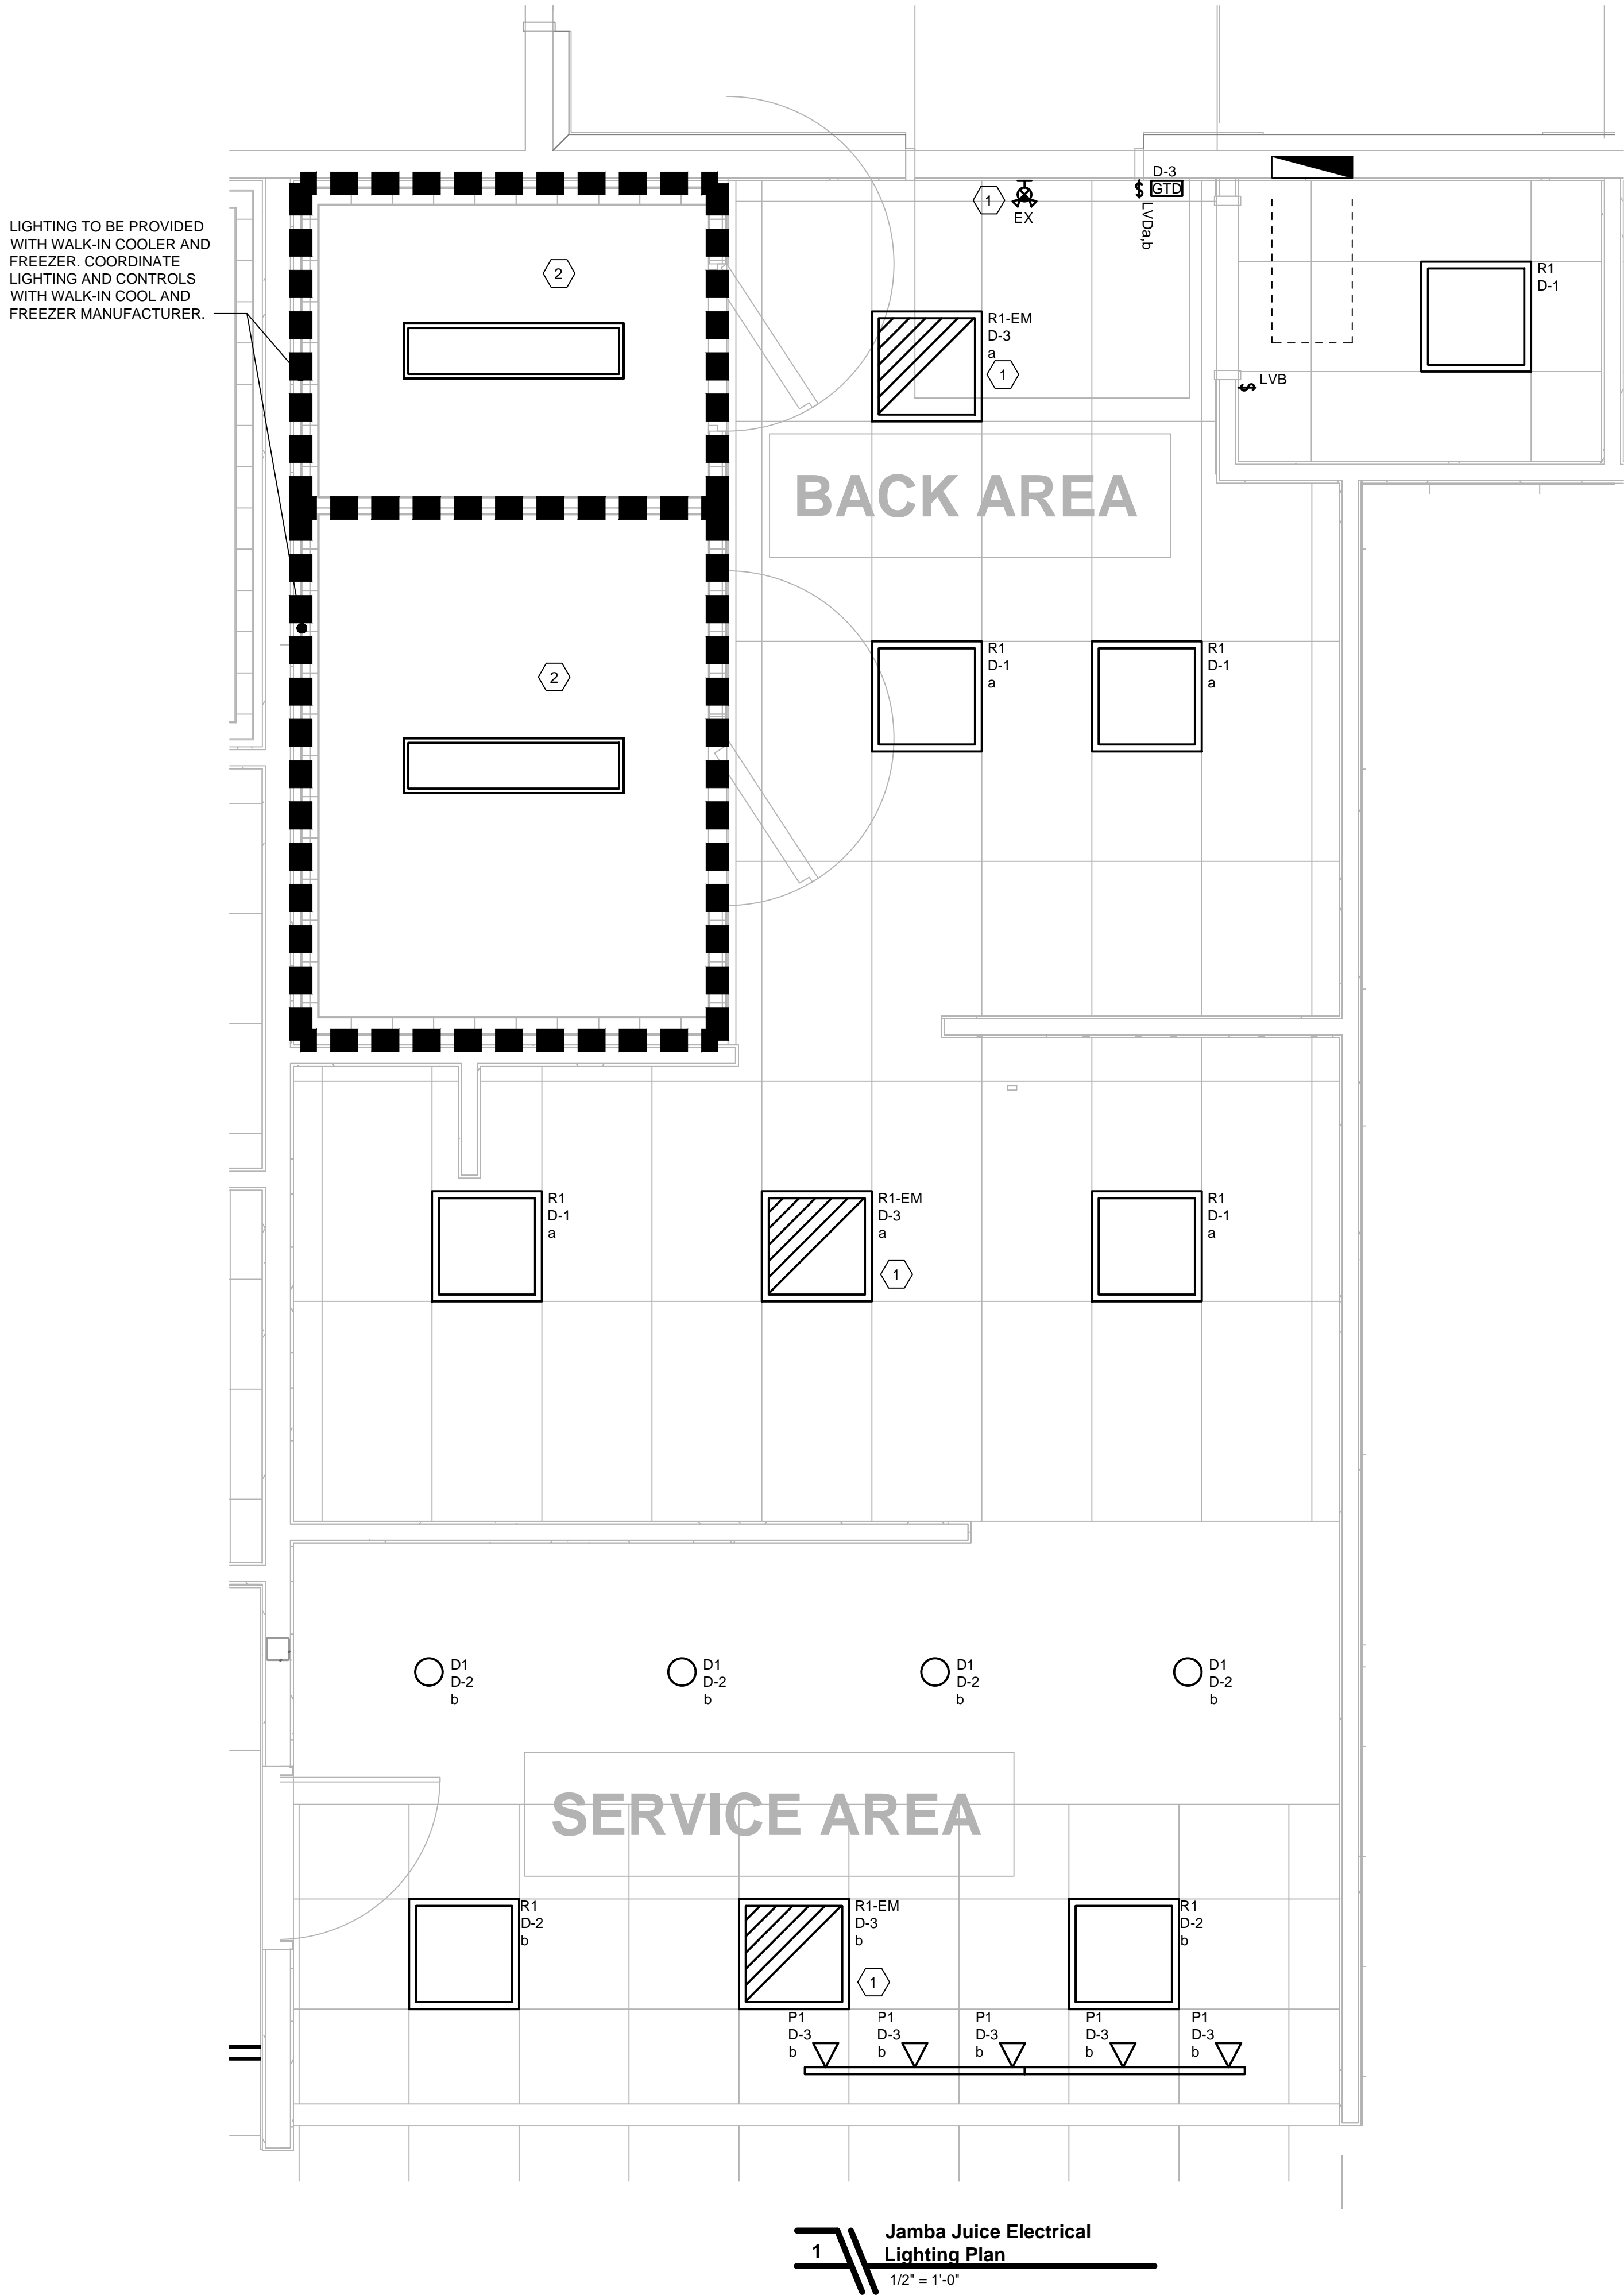 D-3
GTD
1
EX
LVDa,b
LIGHTING TO BE PROVIDED
WITH WALK-IN COOLER AND
FREEZER. COORDINATE
LIGHTING AND CONTROLS
WITH WALK-IN COOL AND
FREEZER MANUFACTURER.
2
R1
D-1
R1-EM
D-3
a
1
LVB
BACK AREA
2
R1
D-1
a
R1
D-1
a
R1
D-1
a
R1-EM
D-3
a
1
R1
D-1
a
D1
D-2
b
D1
D-2
b
D1
D-2
b
D1
D-2
b
SERVICE AREA
R1
D-2
b
R1-EM
D-3
b
1
R1
D-2
b
P1
D-3
b
P1
D-3
b
P1
D-3
b
P1
D-3
b
P1
D-3
b
1
Jamba Juice Electrical
Lighting Plan
1/2" = 1'-0"